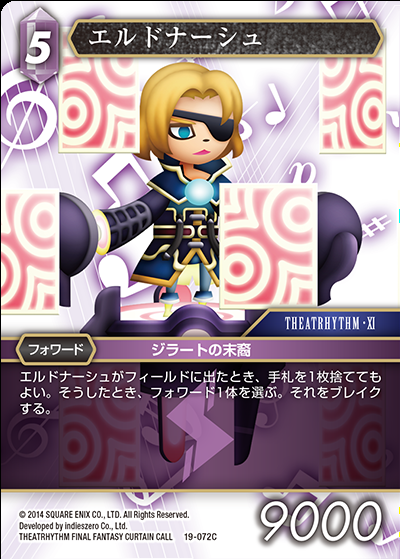 5
エルドナーシュ
p
THEATRHYTHM・XI
フォワード
ジラートの末裔
エルドナーシュがフィールドに出たとき、手札を1枚捨てても
よい。そうしたとき、フォワード1体を選ぶ。それをブレイク
する。
© 2014 SQUARE ENIX CO., LTD. All Rights Reserved.
Developed by indieszero Co., Ltd.
THEATRHYTHM FINAL FANTASY CURTAIN CALL 19-072C
9000